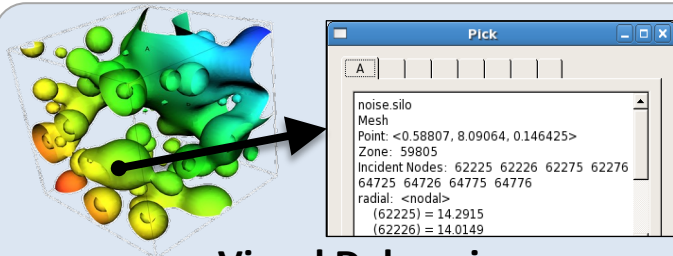 Pick
A
A
noise.silo
Mesh
Point: <0.58807, 8.09064, 0.146425>
Zone: 59805
Incident Nodes: 62225 62226 62275 62276
64725 64726 64775 64776
radial: <nodal>
(62225) = 14.2915
(62226) = 14.0149